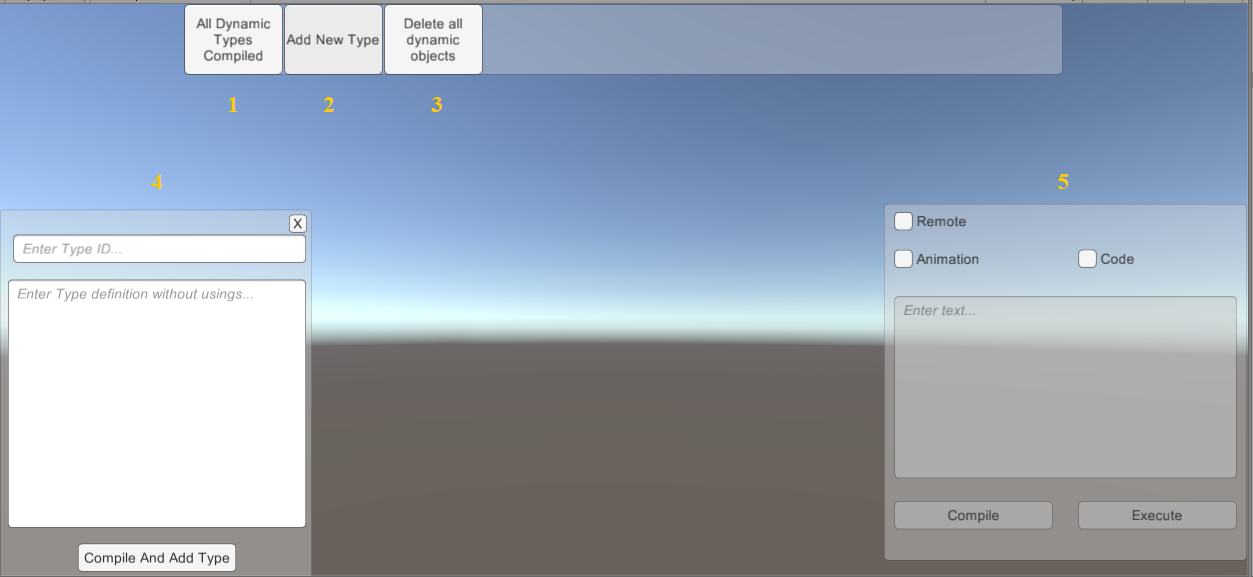 All Dynamic
Types
Compiled
Add New Type
Delete all
dynamic
objects
1
2
3
4
5
X
Enter Type ID...
Enter Type definition without usings...
Compile And Add Type
Remote
Animation
Code
Enter text...
Compile
Execute